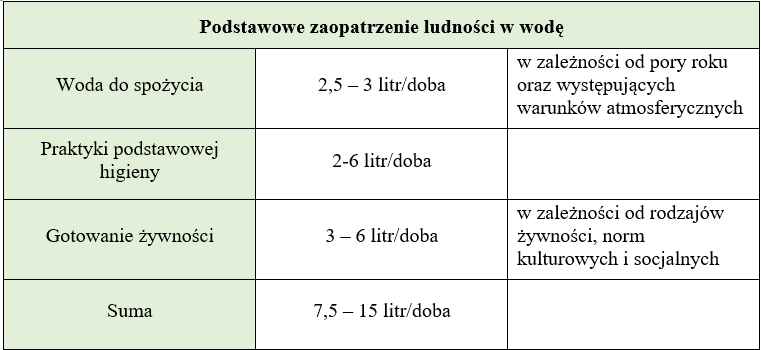 Podstawowe zaopatrzenie ludności w wodę
Woda do spożycia
2,5 – 3 litr/doba
w zależności od pory roku
oraz występujących
warunków atmosferycznych
Praktyki podstawowej
higieny
2-6 litr/doba
Gotowanie żywności
3 – 6 litr/doba
w zależności od rodzajów
żywności, norm
kulturowych i socjalnych
Suma
7,5 – 15 litr/doba